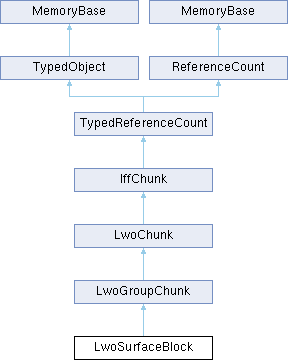 MemoryBase MemoryBase
TypedObject ReferenceCount
TypedReferenceCount
IffChunk
LwoChunk
LwoGroupChunk
LwoSurfaceBlock